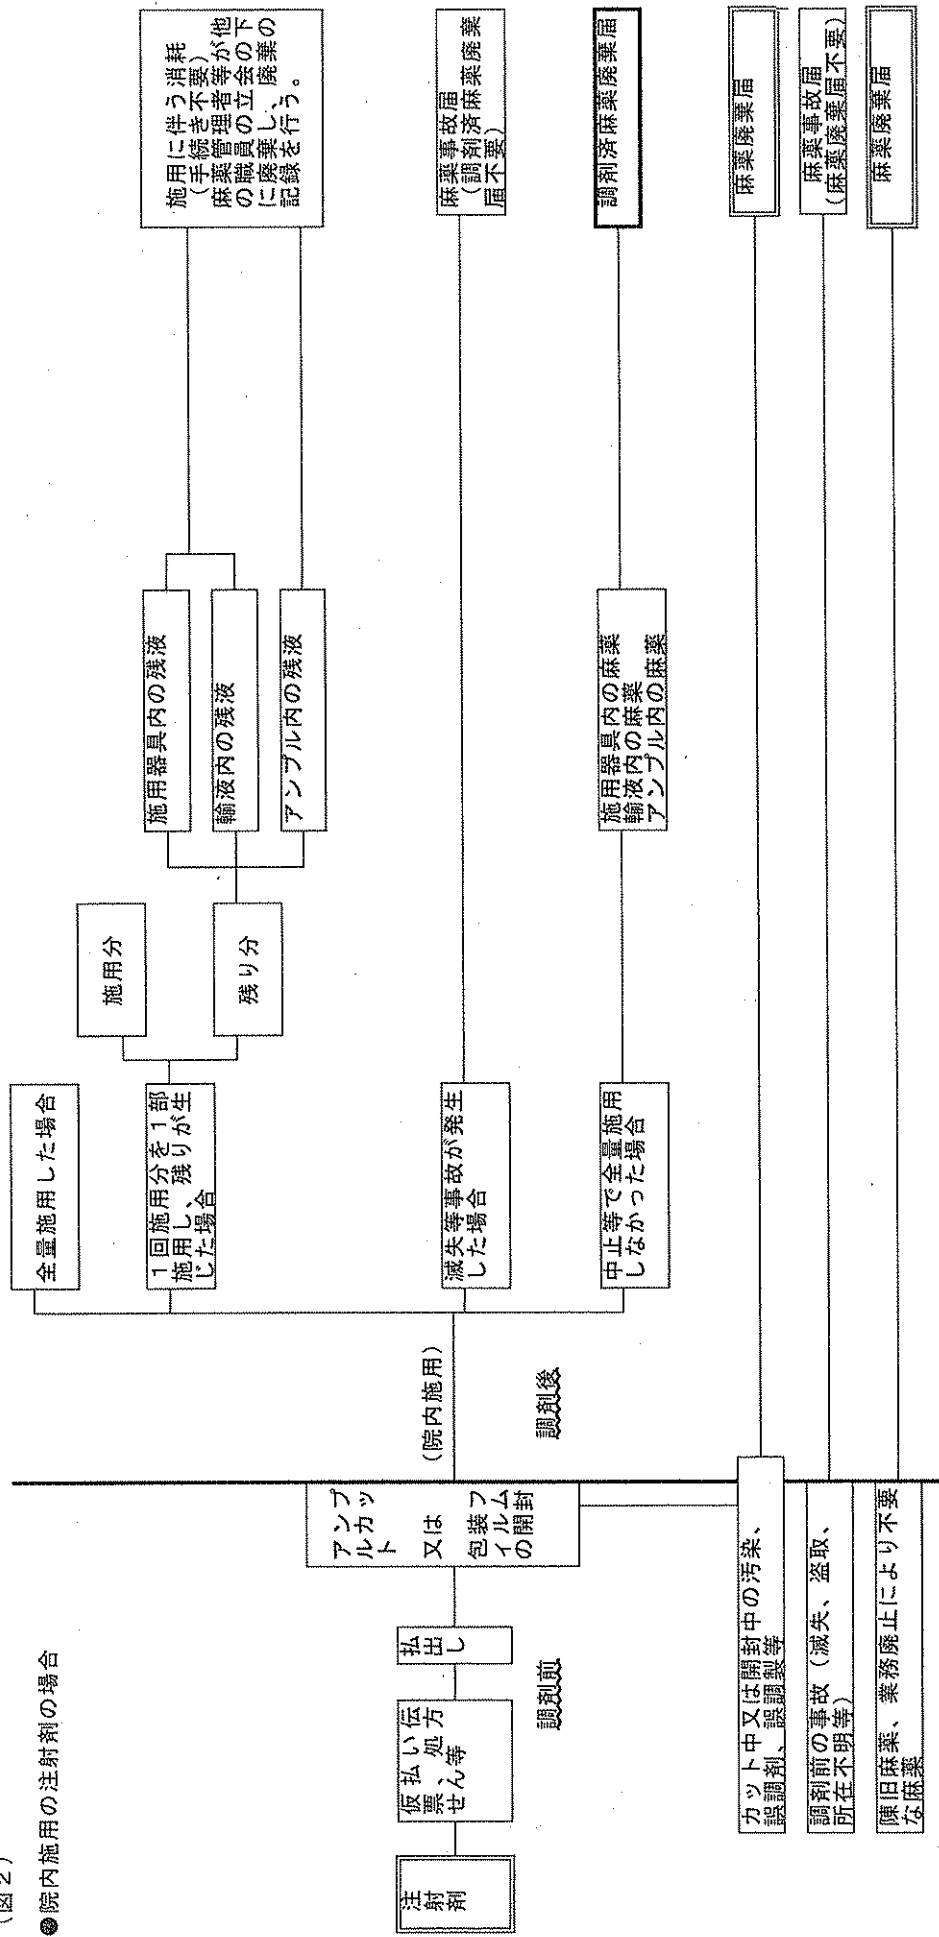 (図2)
●院内施用の注射剤の場合
注射
剤
仮払い伝
票、処方
せん等
払出
し
アンプ
ルカッ
ト
又は
包装フ
ィルム
の開封
調剤前
調剤後
(院内施用)
全量施用した場合
1回施用分を1部
施用し、残りが生
じた場合
施用分
残り分
施用器具内の残液
輸液内の残液
アンプル内の残液
施用に伴う消耗
(手続き不要)
麻薬管理者等が他
の職員の立会の下
に廃棄し、廃棄の
記録を行う。
滅失等事故が発生
した場合
麻薬事故届
(調剤済麻薬廃棄
届不要)
中止等で全量施用
しなかった場合
施用器具内の麻薬
輸液内の麻薬
アンプル内の麻薬
調剤済麻薬廃棄届
カット中又は開封中の汚染、
誤調剤、誤調製等
麻薬廃棄届
調剤前の事故(滅失、盗取、
所在不明等)
麻薬事故届
(麻薬廃棄届不要)
陳旧麻薬、業務廃止により不要
な麻薬
麻薬廃棄届